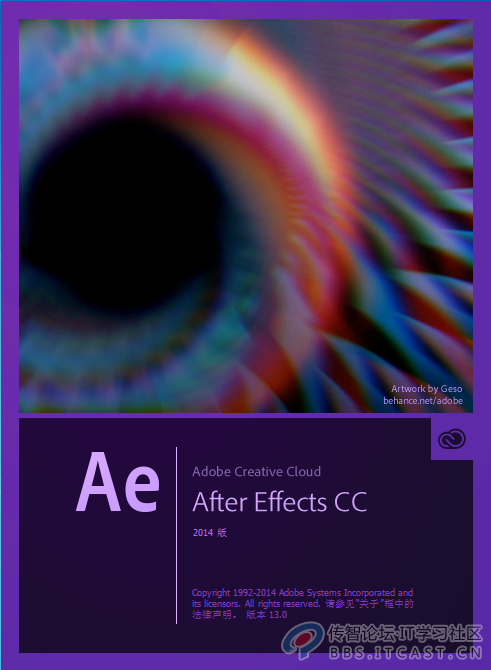 Artwork by Geso
behance.net/adobe
Ae
Adobe Creative Cloud
After Effects CC
2014 版
Copyright 1992-2014 Adobe Systems Incorporated and
its licensors. All rights reserved. 请参见“关于”框中的
法律声明。 版本 13.0
传智论坛·IT学习社区
BBS.ITCAST.CN